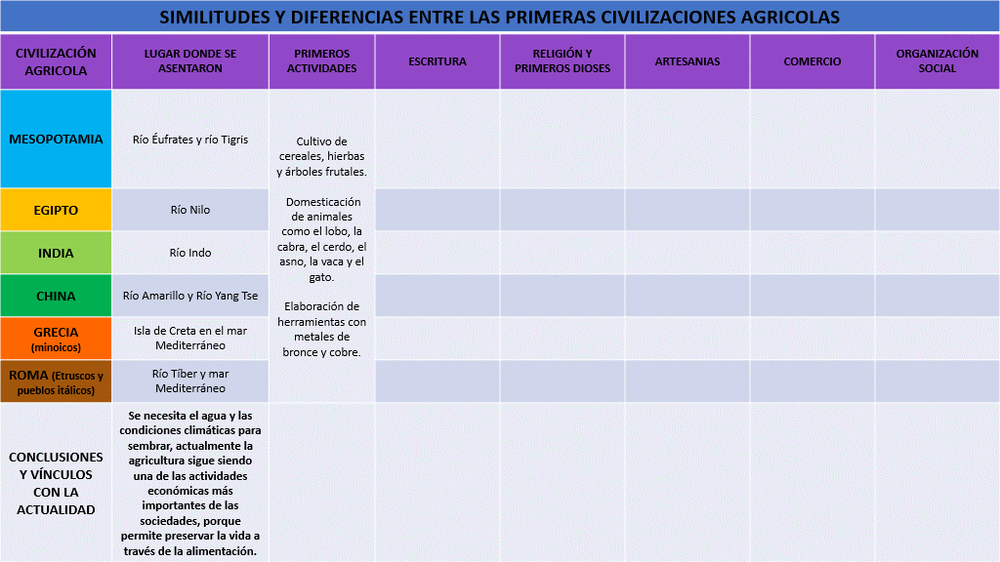 SIMILITUDES Y DIFERENCIAS ENTRE LAS PRIMERAS CIVILIZACIONES AGRICOLAS
CIVILIZACIÓN
AGRICOLA
LUGAR DONDE SE
ASENTARON
PRIMEROS
ACTIVIDADES
ESCRITURA
RELIGIÓN Y
PRIMEROS DIOSES
ARTESANIAS
COMERCIO
ORGANIZACIÓN
SOCIAL
MESOPOTAMIA
Río Éufrates y río Tigris
Cultivo de
cereales, hierbas
y árboles frutales.
Domesticación
de animales
como el lobo, la
cabra, el cerdo, el
asno, la vaca y el
gato.
Elaboración de
herramientas con
metales de
bronce y cobre.
EGIPTO
Río Nilo
INDIA
Río Indo
CHINA
Río Amarillo y Río Yang Tse
GRECIA
(minoicos)
Isla de Creta en el mar
Mediterráneo
ROMA (Etruscos y
pueblos itálicos)
Río Tíber y mar
Mediterráneo
CONCLUSIONES
Y VÍNCULOS
CON LA
ACTUALIDAD
Se necesita el agua y las
condiciones climáticas para
sembrar, actualmente la
agricultura sigue siendo
una de las actividades
económicas más
importantes de las
sociedades, porque
permite preservar la vida a
través de la alimentación.